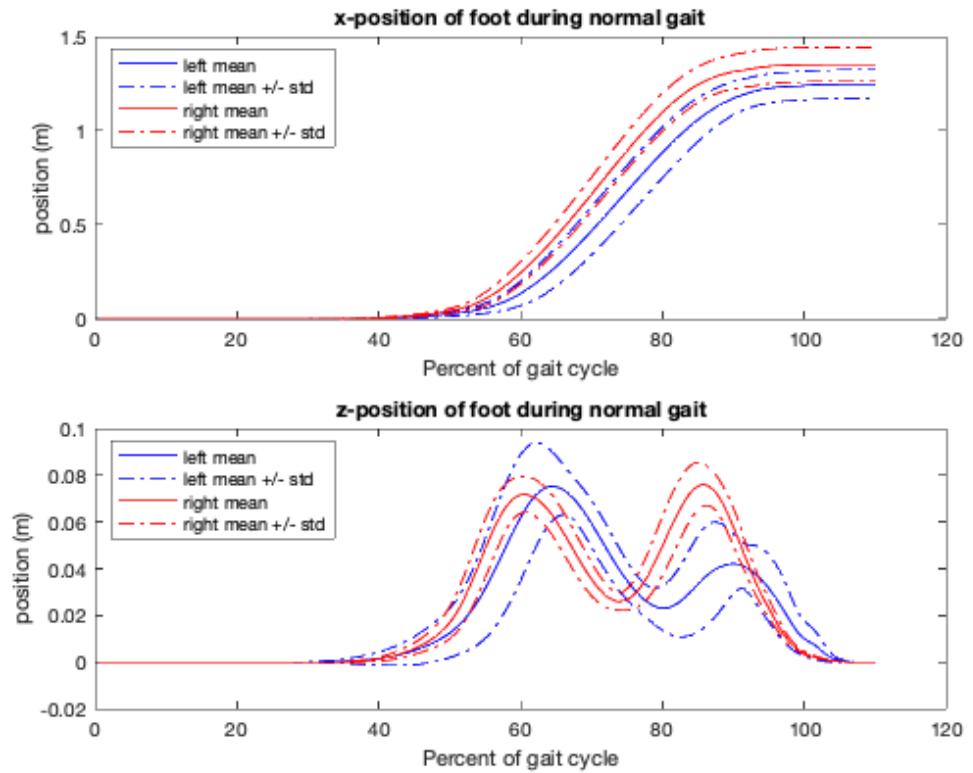 x-position of foot during normal gait
1.5
1
0.5
0
position (m)
left mean
left mean +/- std
right mean
right mean +/- std
0 20 40 60 80 100 120
Percent of gait cycle
z-position of foot during normal gait
0.1
0.08
0.06
0.04
0.02
0
-0.02
position (m)
left mean
left mean +/- std
right mean
right mean +/- std
0 20 40 60 80 100 120
Percent of gait cycle